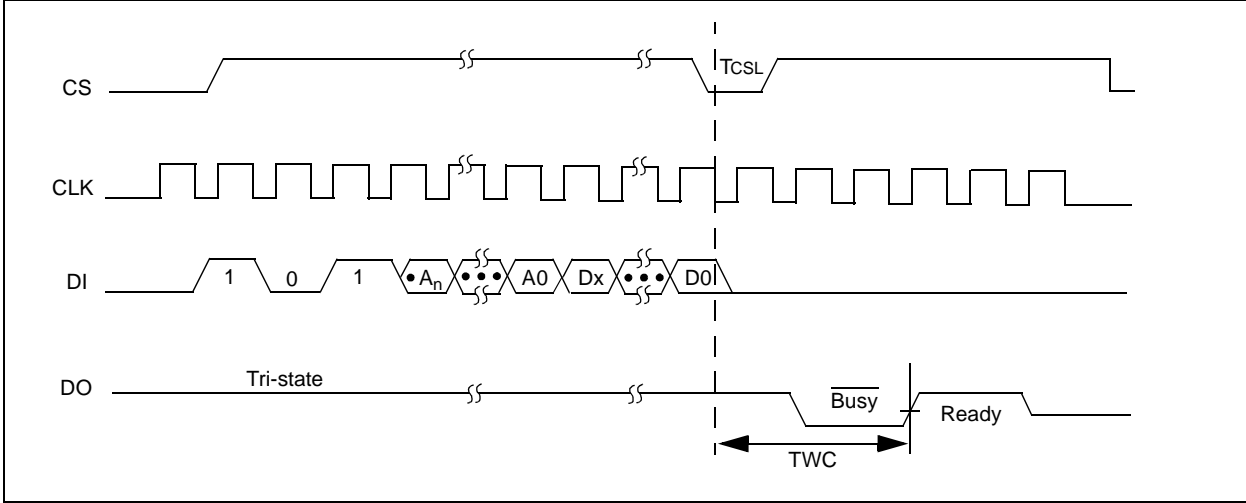 CS TCSL
CLK
DI 1 0 1 •An ••• A0 Dx ••• D0
DO Tri-state Busy Ready
TWC